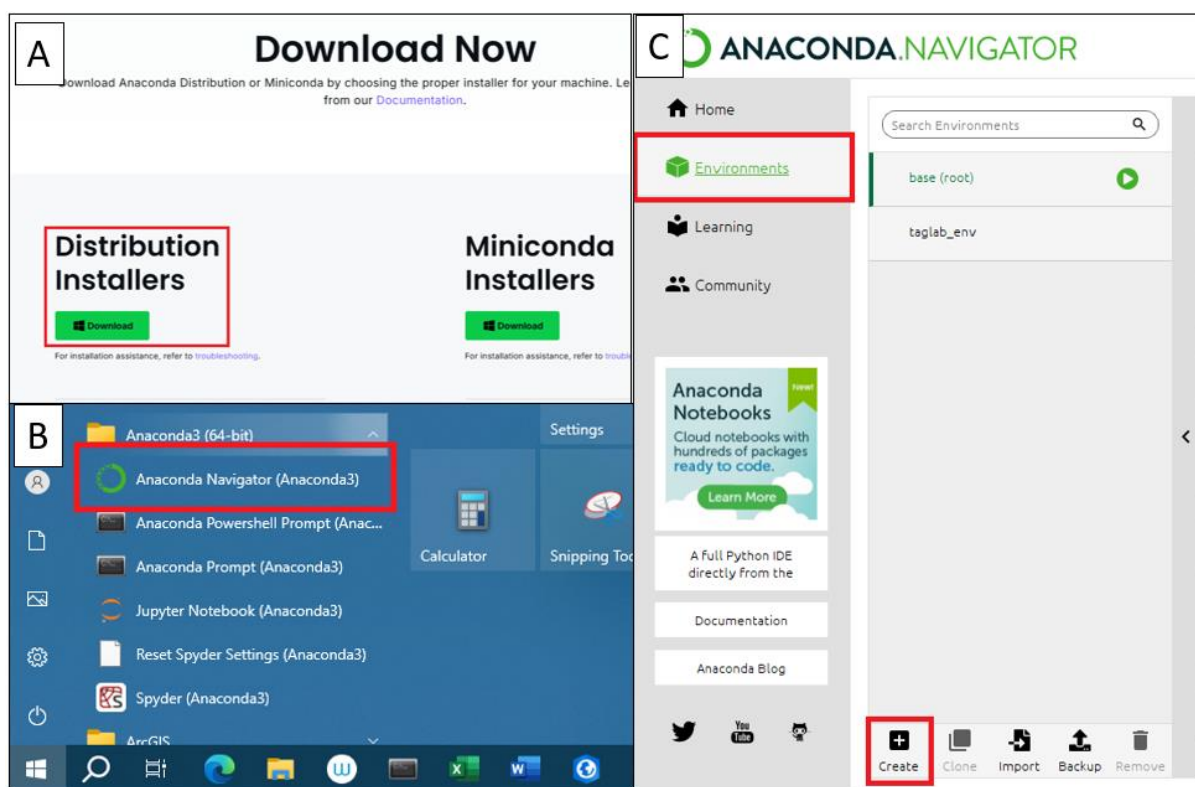 A
Download Now
Download Anaconda Distribution or Miniconda by choosing the proper installer for your machine. Le
from our Documentation.
Distribution
Installers
Download
For installation assistance, refer to troubleshooting.
Miniconda
Installers
Download
For installation assistance, refer to trouble
B
Anaconda3 (64-bit)
Anaconda Navigator (Anaconda3)
Anaconda Powershell Prompt (Anac...
Anaconda Prompt (Anaconda3)
Jupyter Notebook (Anaconda3)
Reset Spyder Settings (Anaconda3)
Spyder (Anaconda3)
ArcGIS
Settings
Calculator
Snipping Too
C
ANACONDA.NAVIGATOR
Home
Environments
Learning
Community
Anaconda
Notebooks
New!
Cloud notebooks with
hundreds of packages
ready to code.
Learn More
A full Python IDE
directly from the
Documentation
Anaconda Blog
You
Tube
Search Environments
base (root)
taglab_env
Create
Clone
Import
Backup
Remove